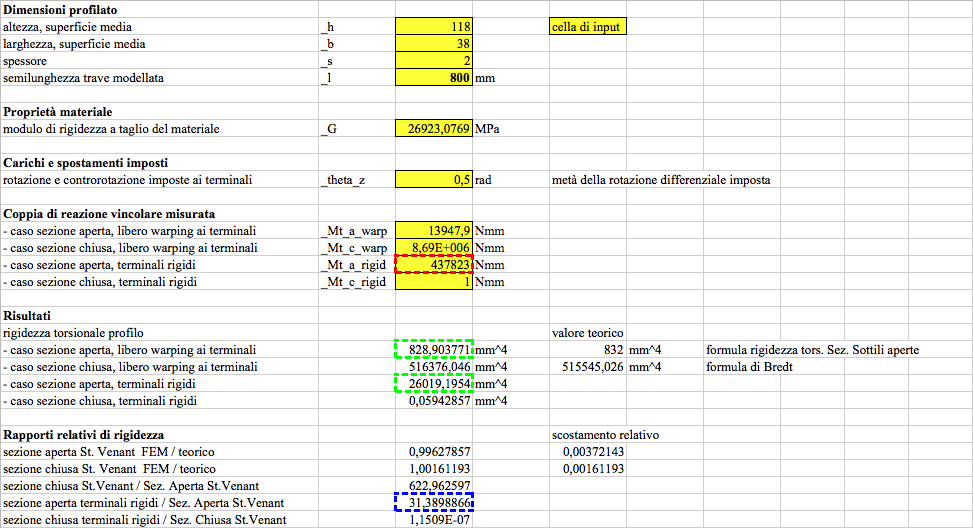 Dimensioni profilato
altezza, superficie media _h 118 cella di input
larghezza, superficie media _b 38
spessore _s 2
semilunghezza trave modellata _l 800 mm
Proprietà materiale
modulo di rigidezza a taglio del materiale _G 26923,0769 MPa
Carichi e spostamenti imposti
rotazione e controrotazione imposte ai terminali _theta_z 0,5 rad metà della rotazione differenziale imposta
Coppia di reazione vincolare misurata
- caso sezione aperta, libero warping ai terminali _Mt_a_warp 13947,9 Nmm
- caso sezione chiusa, libero warping ai terminali _Mt_c_warp 8,69E+006 Nmm
- caso sezione aperta, terminali rigidi _Mt_a_rigid 437823 Nmm
- caso sezione chiusa, terminali rigidi _Mt_c_rigid 1 Nmm
Risultati
rigidezza torsionale profilo valore teorico
- caso sezione aperta, libero warping ai terminali 828,903771 mm^4 832 mm^4 formula rigidezza tors. Sez. Sottili aperte
- caso sezione chiusa, libero warping ai terminali 516376,046 mm^4 515545,026 mm^4 formula di Bredt
- caso sezione aperta, terminali rigidi 26019,1954 mm^4
- caso sezione chiusa, terminali rigidi 0,05942857 mm^4
Rapporti relativi di rigidezza scostamento relativo
sezione aperta St. Venant FEM / teorico 0,99627857 0,00372143
sezione chiusa St. Venant FEM / teorico 1,00161193 0,00161193
sezione chiusa St.Venant / Sez. Aperta St.Venant 622,962597
sezione aperta terminali rigidi / Sez. Aperta St.Venant 31,3898866
sezione chiusa terminali rigidi / Sez. Chiusa St.Venant 1,1509E-07